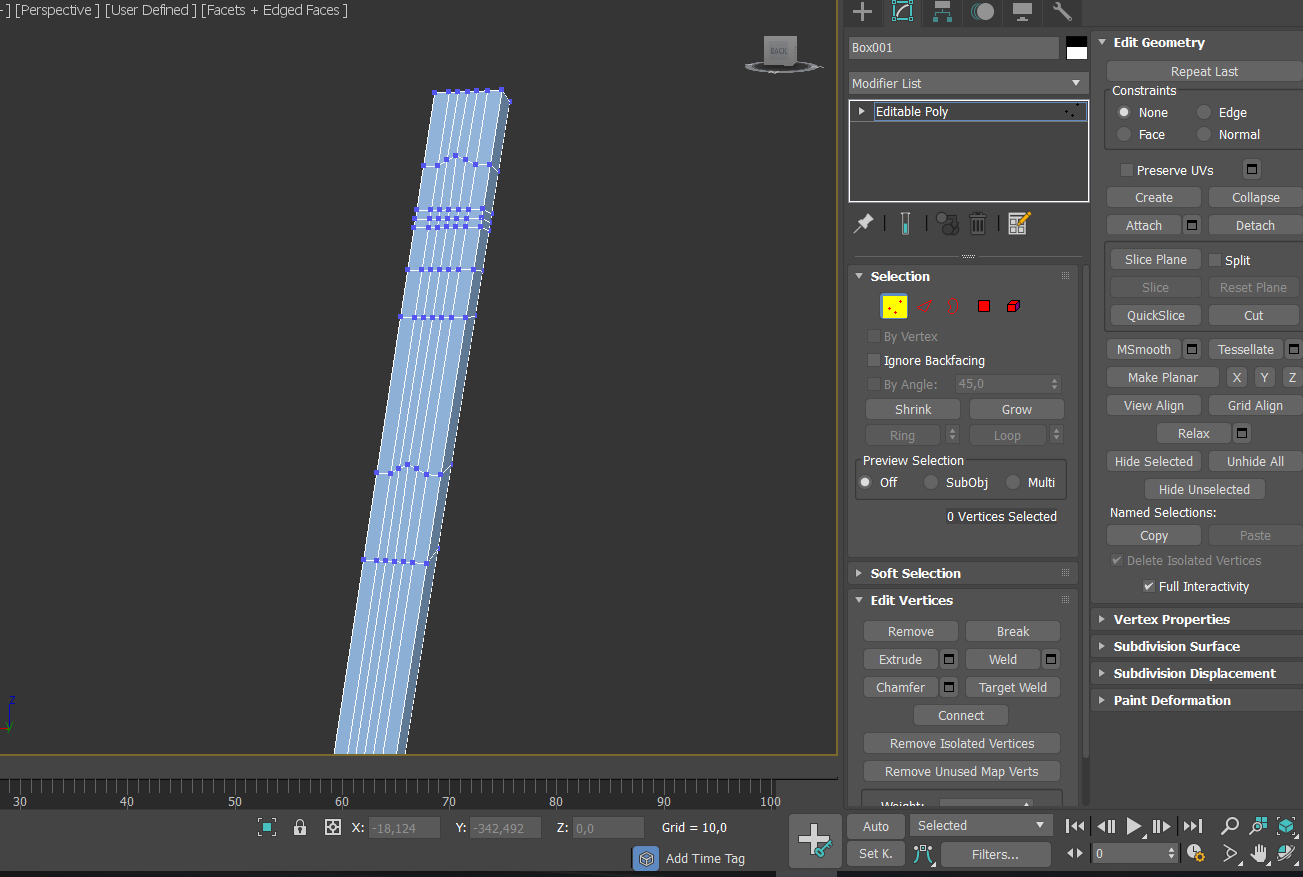 -] [Perspective ] [User Defined ] [Facets + Edged Faces ]
BACK
z
30 40 50 60 70 80 90 100
X: -18,124 Y: -342,492 Z: 0,0 Grid = 10,0
Add Time Tag
Box001
Modifier List
Editable Poly
Selection
By Vertex
Ignore Backfacing
By Angle: 45,0
Shrink Grow
Ring Loop
Preview Selection
Off SubObj Multi
0 Vertices Selected
Soft Selection
Edit Vertices
Remove Break
Extrude Weld
Chamfer Target Weld
Connect
Remove Isolated Vertices
Remove Unused Map Verts
Weight:
Edit Geometry
Repeat Last
Constraints
None Edge
Face Normal
Preserve UVs
Create Collapse
Attach Detach
Slice Plane Split
Slice Reset Plane
QuickSlice Cut
MSmooth Tessellate
Make Planar X Y Z
View Align Grid Align
Relax
Hide Selected Unhide All
Hide Unselected
Named Selections:
Copy Paste
Delete Isolated Vertices
Full Interactivity
Vertex Properties
Subdivision Surface
Subdivision Displacement
Paint Deformation
Auto Selected
Set K. Filters... 0